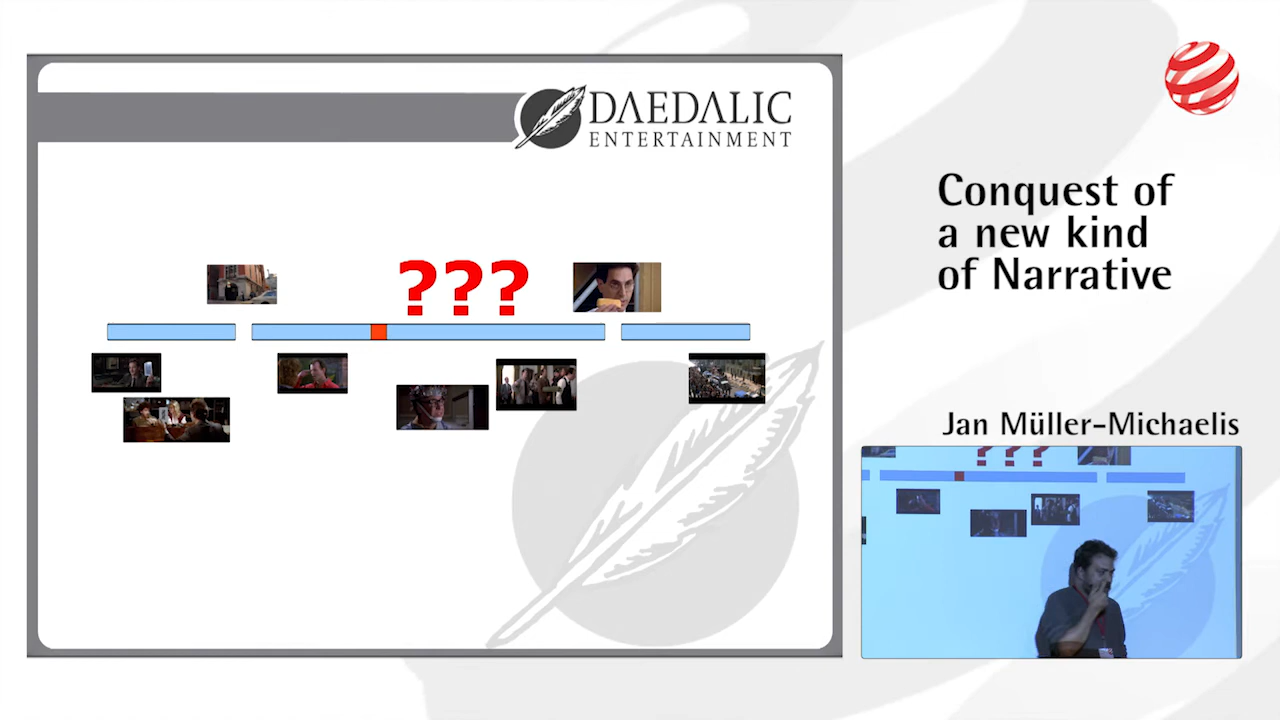 DAEDALIC
ENTERTAINMENT
???
Conquest of
a new kind
of Narrative
Jan Müller-Michaelis
???